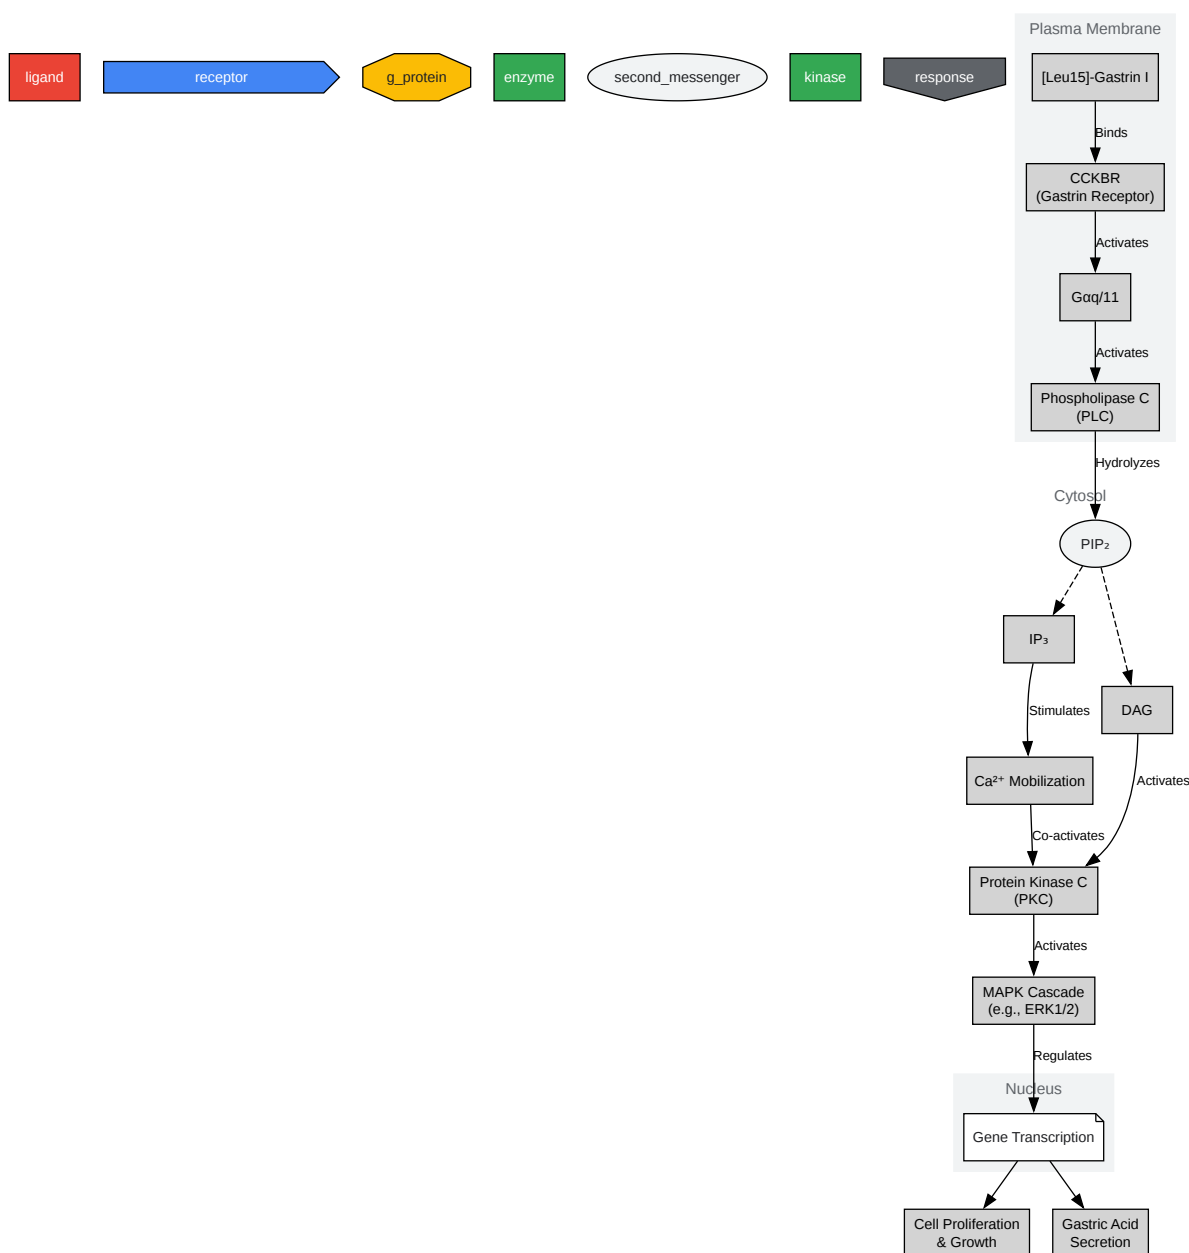 Plasma Membrane
ligand
receptor
g_protein
enzyme
second_messenger
kinase
response
[Leu15]-Gastrin I
Binds
CCKBR
(Gastrin Receptor)
Activates
Gαq/11
Activates
Phospholipase C
(PLC)
Hydrolyzes
Cytosol
PIP₂
IP₃
Stimulates
DAG
Ca²⁺ Mobilization
Activates
Co-activates
Protein Kinase C
(PKC)
Activates
MAPK Cascade
(e.g., ERK1/2)
Regulates
Nucleus
Gene Transcription
Cell Proliferation
& Growth
Gastric Acid
Secretion